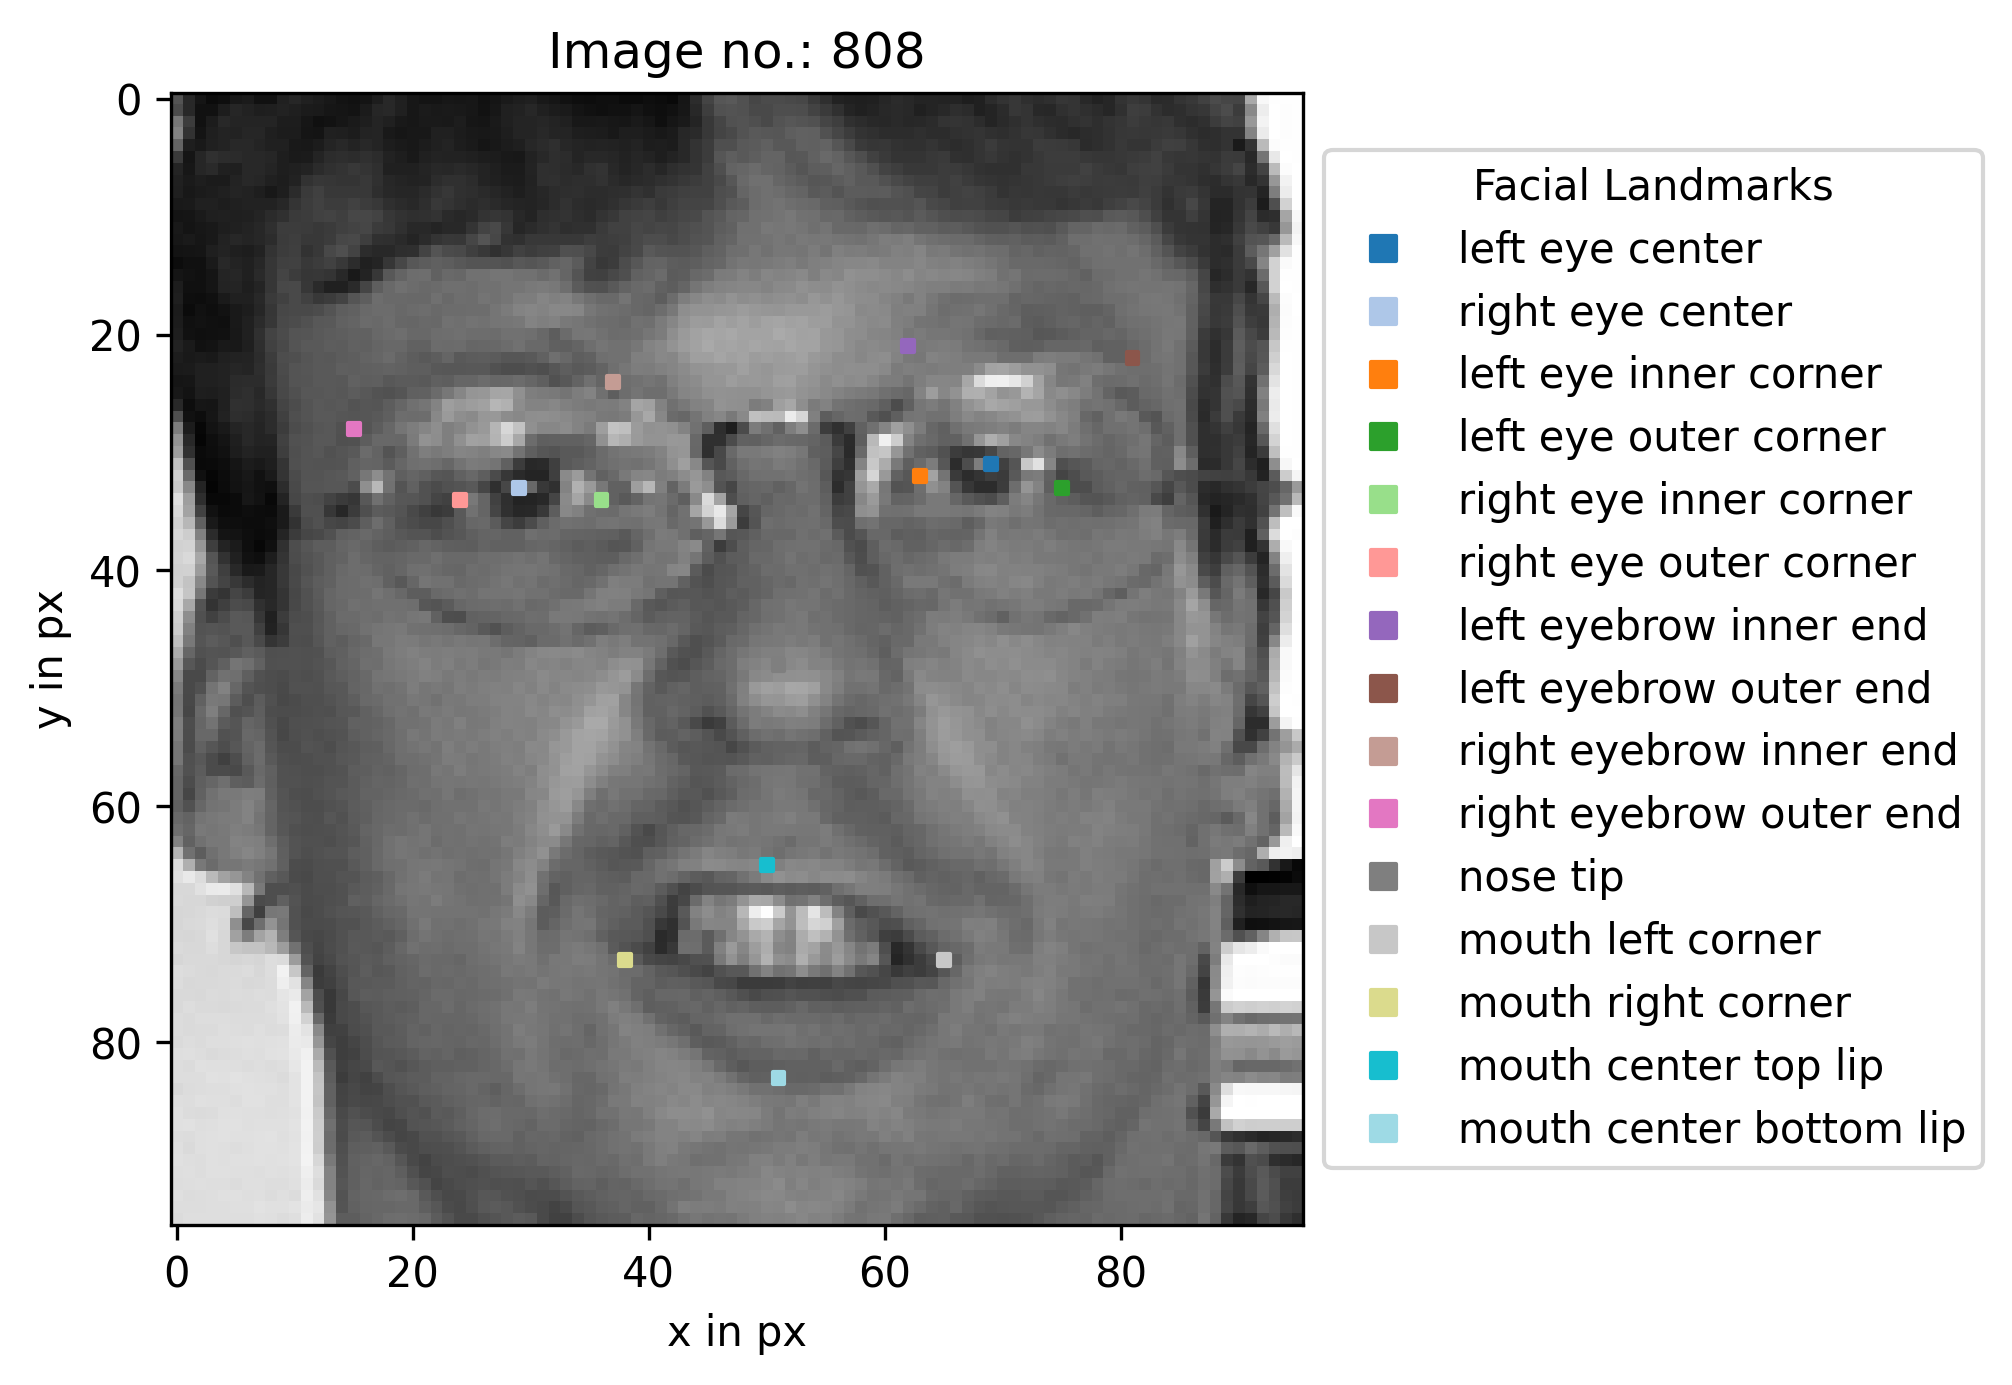 Image no.: 808
0
20
40
60
80
y in px
0 20 40 60 80
x in px
Facial Landmarks
left eye center
right eye center
left eye inner corner
left eye outer corner
right eye inner corner
right eye outer corner
left eyebrow inner end
left eyebrow outer end
right eyebrow inner end
right eyebrow outer end
nose tip
mouth left corner
mouth right corner
mouth center top lip
mouth center bottom lip